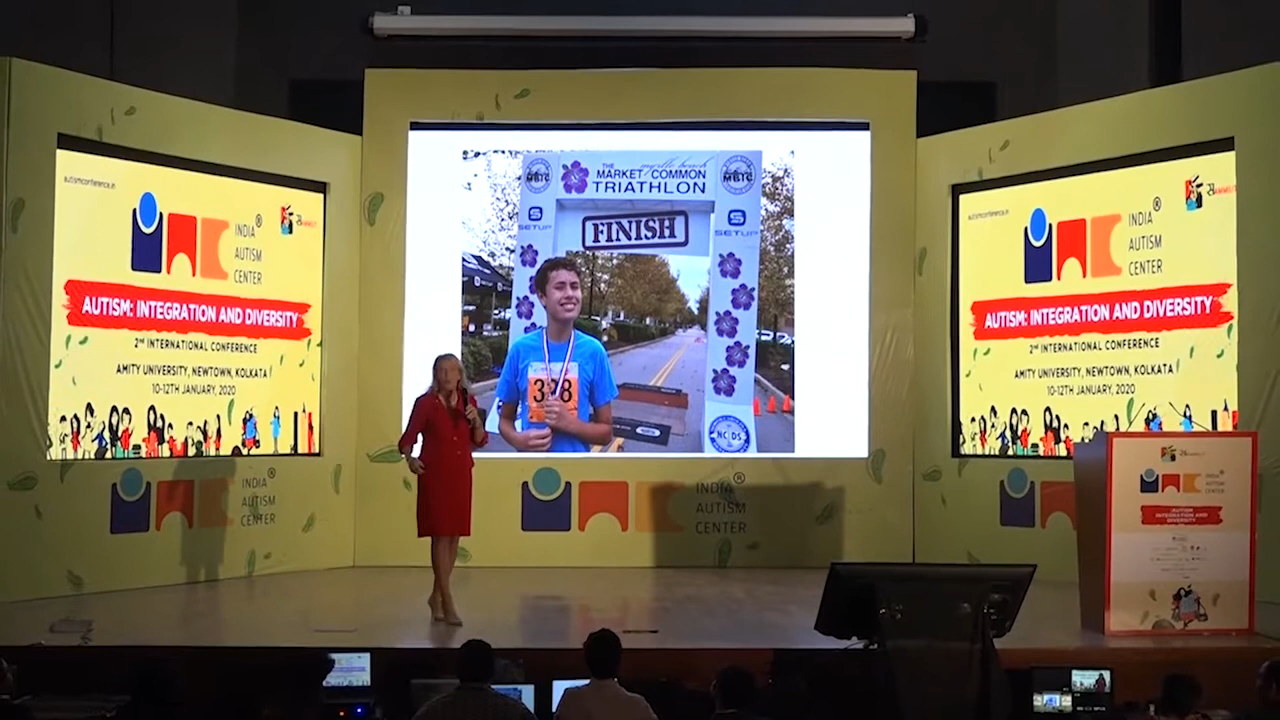 autismconference.in
INDIA
AUTISM
CENTER
AUTISM: INTEGRATION AND DIVERSITY
2nd INTERNATIONAL CONFERENCE
AMITY UNIVERSITY, NEWTOWN, KOLKATA
10-12TH JANUARY, 2020
MBTC
THE myrtle beach
MARKET COMMON
TRIATHLON
MBTC
SETUP
FINISH
SETUP
328
NC DS
autismconference.in
INDIA
AUTISM
CENTER
AUTISM: INTEGRATION AND DIVERSITY
2nd INTERNATIONAL CONFERENCE
AMITY UNIVERSITY, NEWTOWN, KOLKATA
10-12TH JANUARY, 2020
INDIA
AUTISM
CENTER
INDIA
AUTISM
CENTER
INDIA
AUTISM
CENTER
AUTISM
INTEGRATION AND
DIVERSITY